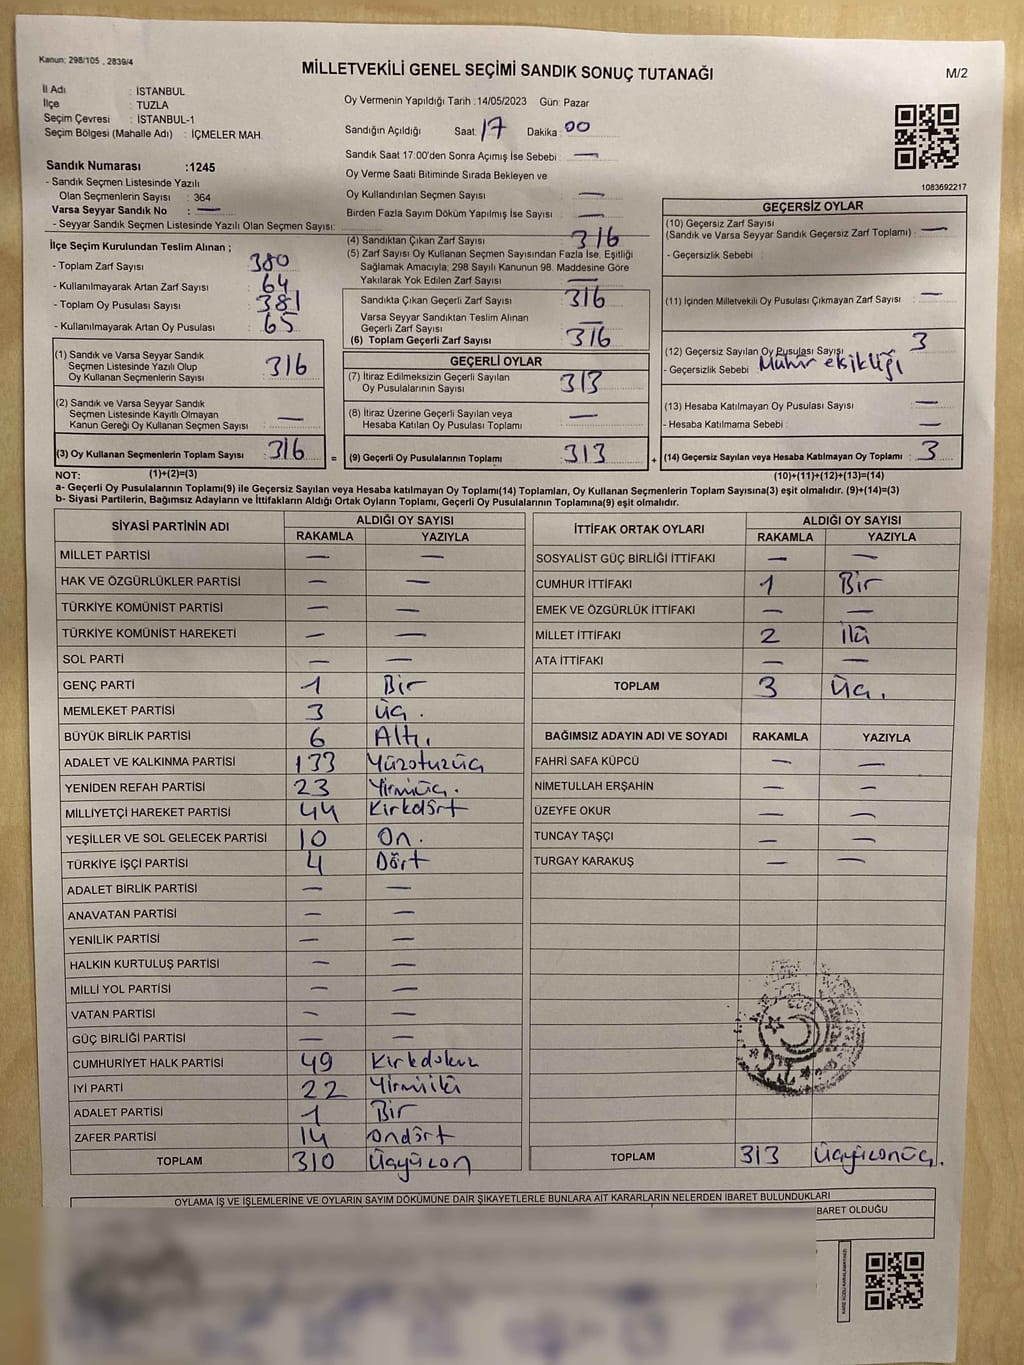 Kanun: 298/105 , 2839/4
MİLLETVEKİLİ GENEL SEÇİMİ SANDIK SONUÇ TUTANAĞI
M/2
İl Adı : İSTANBUL
İlçe : TUZLA
Seçim Çevresi : İSTANBUL-1
Seçim Bölgesi (Mahalle Adı) : İÇMELER MAH.
Sandık Numarası :1245
- Sandık Seçmen Listesinde Yazılı
Olan Seçmenlerin Sayısı : 364
Varsa Seyyar Sandık No : —
- Seyyar Sandık Seçmen Listesinde Yazılı Olan Seçmen Sayısı:
Oy Vermenin Yapıldığı Tarih :14/05/2023 Gün: Pazar
Sandığın Açıldığı Saat: 17 Dakika: 00
Sandık Saat 17:00'den Sonra Açımış İse Sebebi : —
Oy Verme Saati Bitiminde Sırada Bekleyen ve
Oy Kullandırılan Seçmen Sayısı : —
Birden Fazla Sayım Döküm Yapılmış İse Sayısı : —
1083692217
İlçe Seçim Kurulundan Teslim Alınan ;
- Toplam Zarf Sayısı : 380
- Kullanılmayarak Artan Zarf Sayısı : 64
- Toplam Oy Pusulası Sayısı : 381
- Kullanılmayarak Artan Oy Pusulası : 65
(1) Sandık ve Varsa Seyyar Sandık
Seçmen Listesinde Yazılı Olup
Oy Kullanan Seçmenlerin Sayısı : 316
(2) Sandık ve Varsa Seyyar Sandık
Seçmen Listesinde Kayıtlı Olmayan
Kanun Gereği Oy Kullanan Seçmen Sayısı : —
(3) Oy Kullanan Seçmenlerin Toplam Sayısı : 316 =
(4) Sandıktan Çıkan Zarf Sayısı : 316
(5) Zarf Sayısı Oy Kullanan Seçmen Sayısından Fazla İse, Eşitliği
Sağlamak Amacıyla, 298 Sayılı Kanunun 98. Maddesine Göre
Yakılarak Yok Edilen Zarf Sayısı : —
Sandıkta Çıkan Geçerli Zarf Sayısı : 316
Varsa Seyyar Sandıktan Teslim Alınan
Geçerli Zarf Sayısı : —
(6) Toplam Geçerli Zarf Sayısı : 316
GEÇERLİ OYLAR
(7) İtiraz Edilmeksizin Geçerli Sayılan
Oy Pusulalarının Sayısı : 313
(8) İtiraz Üzerine Geçerli Sayılan veya
Hesaba Katılan Oy Pusulası Toplamı : —
(9) Geçerli Oy Pusulalarının Toplamı : 313 +
GEÇERSİZ OYLAR
(10) Geçersiz Zarf Sayısı
(Sandık ve Varsa Seyyar Sandık Geçersiz Zarf Toplamı) : —
- Geçersizlik Sebebi :
(11) İçinden Milletvekili Oy Pusulası Çıkmayan Zarf Sayısı : —
(12) Geçersiz Sayılan Oy Pusulası Sayısı : 3
- Geçersizlik Sebebi : Mühür eksikliği
(13) Hesaba Katılmayan Oy Pusulası Sayısı : —
- Hesaba Katılmama Sebebi : —
(14) Geçersiz Sayılan veya Hesaba Katılmayan Oy Toplamı : 3
NOT: (1)+(2)=(3) (10)+(11)+(12)+(13)=(14)
a- Geçerli Oy Pusulalarının Toplamı(9) ile Geçersiz Sayılan veya Hesaba katılmayan Oy Toplamı(14) Toplamları, Oy Kullanan Seçmenlerin Toplam Sayısına(3) eşit olmalıdır. (9)+(14)=(3)
b- Siyasi Partilerin, Bağımsız Adayların ve İttifakların Aldığı Ortak Oyların Toplamı, Geçerli Oy Pusulalarının Toplamına(9) eşit olmalıdır.
SİYASİ PARTİNİN ADI ALDIĞI OY SAYISI
RAKAMLA YAZIYLA
MİLLET PARTİSİ — —
HAK VE ÖZGÜRLÜKLER PARTİSİ — —
TÜRKİYE KOMÜNİST PARTİSİ — —
TÜRKİYE KOMÜNİST HAREKETİ — —
SOL PARTİ — —
GENÇ PARTİ 1 Bir
MEMLEKET PARTİSİ 3 üç.
BÜYÜK BİRLİK PARTİSİ 6 Altı.
ADALET VE KALKINMA PARTİSİ 133 Yüzotuzüç
YENİDEN REFAH PARTİSİ 23 Yirmiüç.
MİLLİYETÇİ HAREKET PARTİSİ 44 Kırkdört
YEŞİLLER VE SOL GELECEK PARTİSİ 10 On.
TÜRKİYE İŞÇİ PARTİSİ 4 Dört
ADALET BİRLİK PARTİSİ — —
ANAVATAN PARTİSİ — —
YENİLİK PARTİSİ — —
HALKIN KURTULUŞ PARTİSİ — —
MİLLİ YOL PARTİSİ — —
VATAN PARTİSİ — —
GÜÇ BİRLİĞİ PARTİSİ — —
CUMHURİYET HALK PARTİSİ 49 Kırkdokuz
İYİ PARTİ 22 Yirmiiki
ADALET PARTİSİ 1 Bir
ZAFER PARTİSİ 14 Ondört
TOPLAM 310 Üçyüzon
İTTİFAK ORTAK OYLARI ALDIĞI OY SAYISI
RAKAMLA YAZIYLA
SOSYALİST GÜÇ BİRLİĞİ İTTİFAKI — —
CUMHUR İTTİFAKI 1 Bir
EMEK VE ÖZGÜRLÜK İTTİFAKI — —
MİLLET İTTİFAKI 2 İki
ATA İTTİFAKI — —
TOPLAM 3 Üç.
BAĞIMSIZ ADAYIN ADI VE SOYADI RAKAMLA YAZIYLA
FAHRİ SAFA KÜPCÜ — —
NİMETULLAH ERŞAHİN — —
ÜZEYFE OKUR — —
TUNCAY TAŞÇI — —
TURGAY KARAKUŞ — —
TOPLAM 313 Üçyüzonüç.
OYLAMA İŞ VE İŞLEMLERİNE VE OYLARIN SAYIM DÖKÜMÜNE DAİR ŞİKAYETLERLE BUNLARA AİT KARARLARIN NELERDEN İBARET BULUNDUKLARI
BARET OLDUĞU